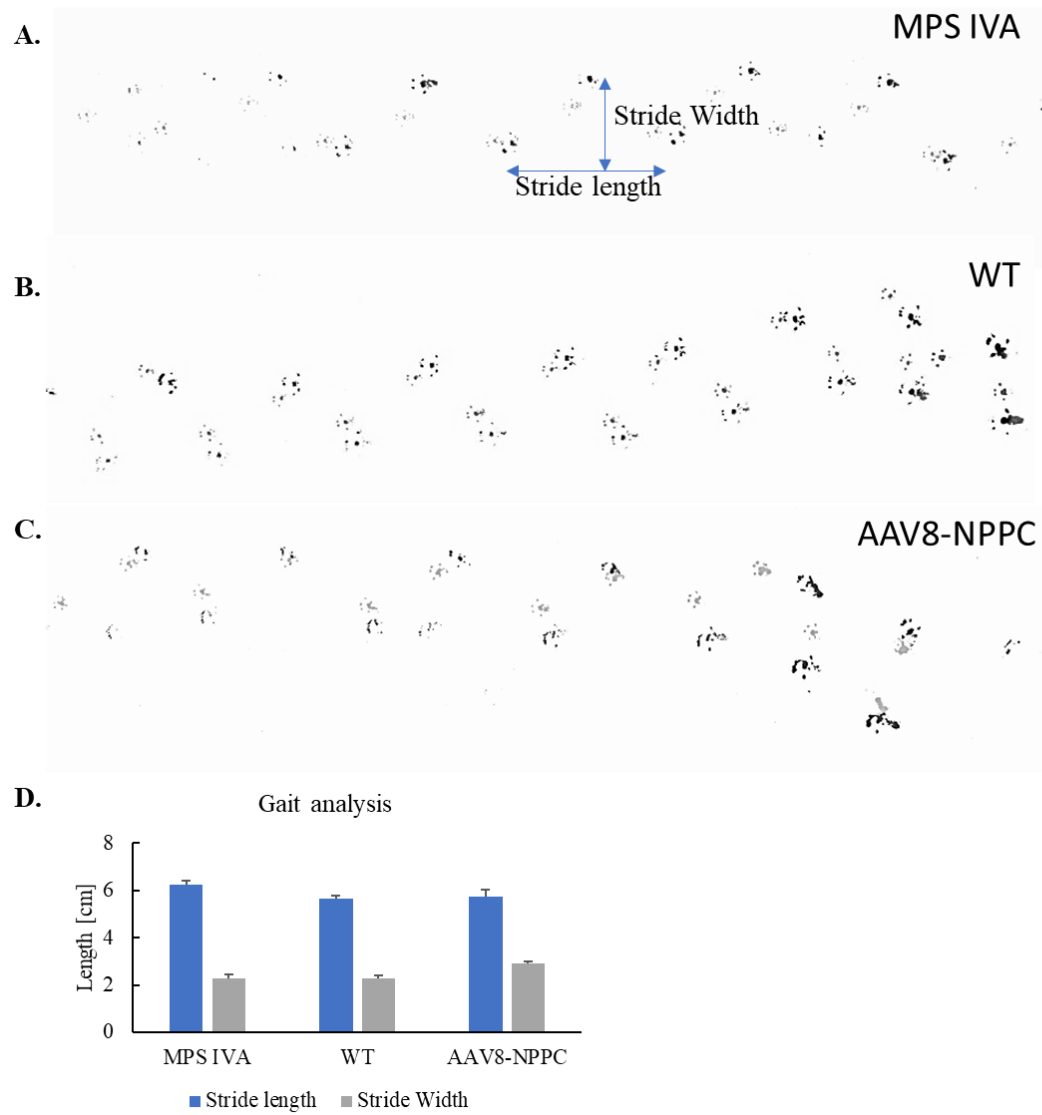 A.
MPS IVA
Stride Width
Stride length
B.
WT
C.
AAV8-NPPC
D.
Gait analysis
8
6
4
2
0
Length [cm]
MPS IVA WT AAV8-NPPC
Stride length Stride Width